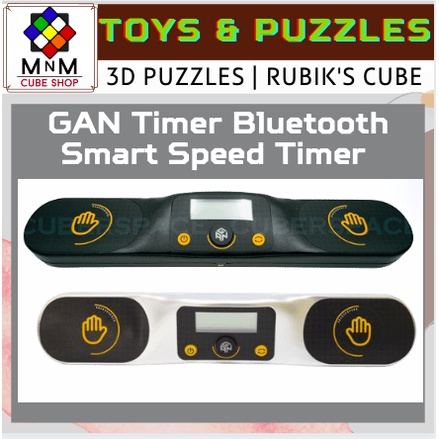 TOYS & PUZZLES
MNM
CUBE SHOP
3D PUZZLES | RUBIK'S CUBE
GAN Timer Bluetooth
Smart Speed Timer